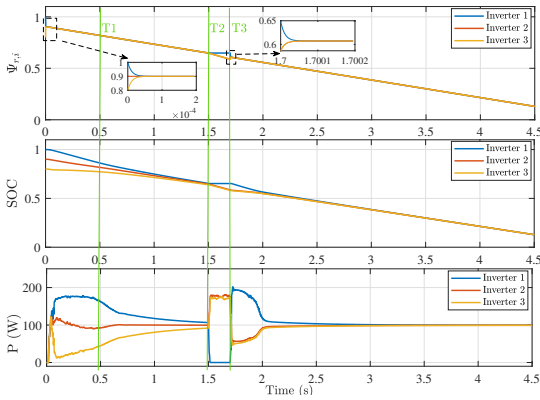 1
0.5
0
Ψr,i
T1
T2
T3
0.65
0.6
1.7
1.7001
1.7002
Inverter 1
Inverter 2
Inverter 3
1
0.9
0.8
0
1
2
×10⁻⁴
0 0.5 1 1.5 2 2.5 3 3.5 4 4.5
1
0.5
0
SOC
Inverter 1
Inverter 2
Inverter 3
0 0.5 1 1.5 2 2.5 3 3.5 4 4.5
200
100
0
P (W)
Inverter 1
Inverter 2
Inverter 3
0 0.5 1 1.5 2 2.5 3 3.5 4 4.5
Time (s)